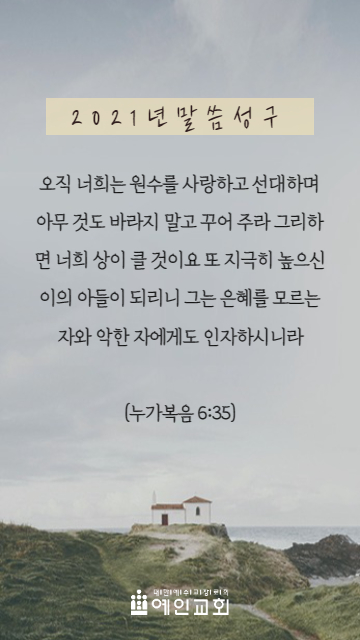 2021년말씀성구
오직 너희는 원수를 사랑하고 선대하며
아무 것도 바라지 말고 꾸어 주라 그리하
면 너희 상이 클 것이요 또 지극히 높으신
이의 아들이 되리니 그는 은혜를 모르는
자와 악한 자에게도 인자하시니라
(누가복음 6:35)
예인교회